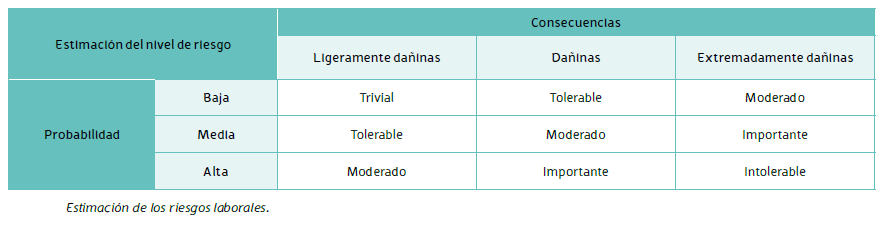 Estimación del nivel de riesgo
Consecuencias
Ligeramente dañinas
Dañinas
Extremadamente dañinas
Probabilidad
Baja
Trivial
Tolerable
Moderado
Media
Tolerable
Moderado
Importante
Alta
Moderado
Importante
Intolerable
Estimación de los riesgos laborales.